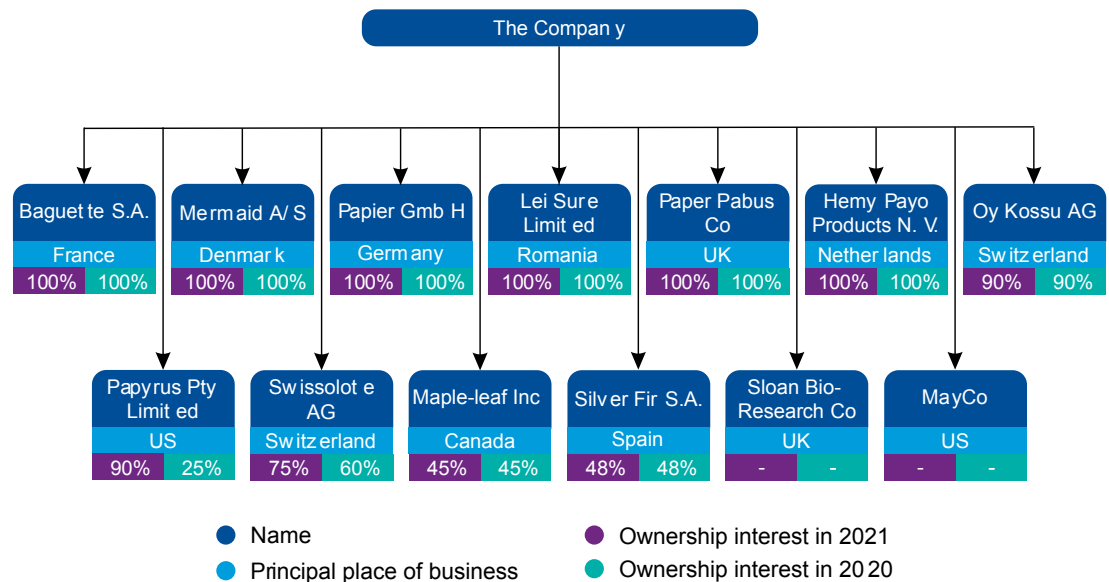 The Company
Baguette S.A.
France
100% 100%
Mermaid A/S
Denmark
100% 100%
Papier GmbH
Germany
100% 100%
Lei Sure
Limited
Romania
100% 100%
Paper Pabus
Co
UK
100% 100%
Hemy Payo
Products N. V.
Netherlands
100% 100%
Oy Kossu AG
Switzerland
90% 90%
Papyrus Pty
Limited
US
90% 25%
Swissolote
AG
Switzerland
75% 60%
Maple-leaf Inc
Canada
45% 45%
Silver Fir S.A.
Spain
48% 48%
Sloan Bio-
Research Co
UK
- -
MayCo
US
- -
Name
Principal place of business
Ownership interest in 2021
Ownership interest in 2020